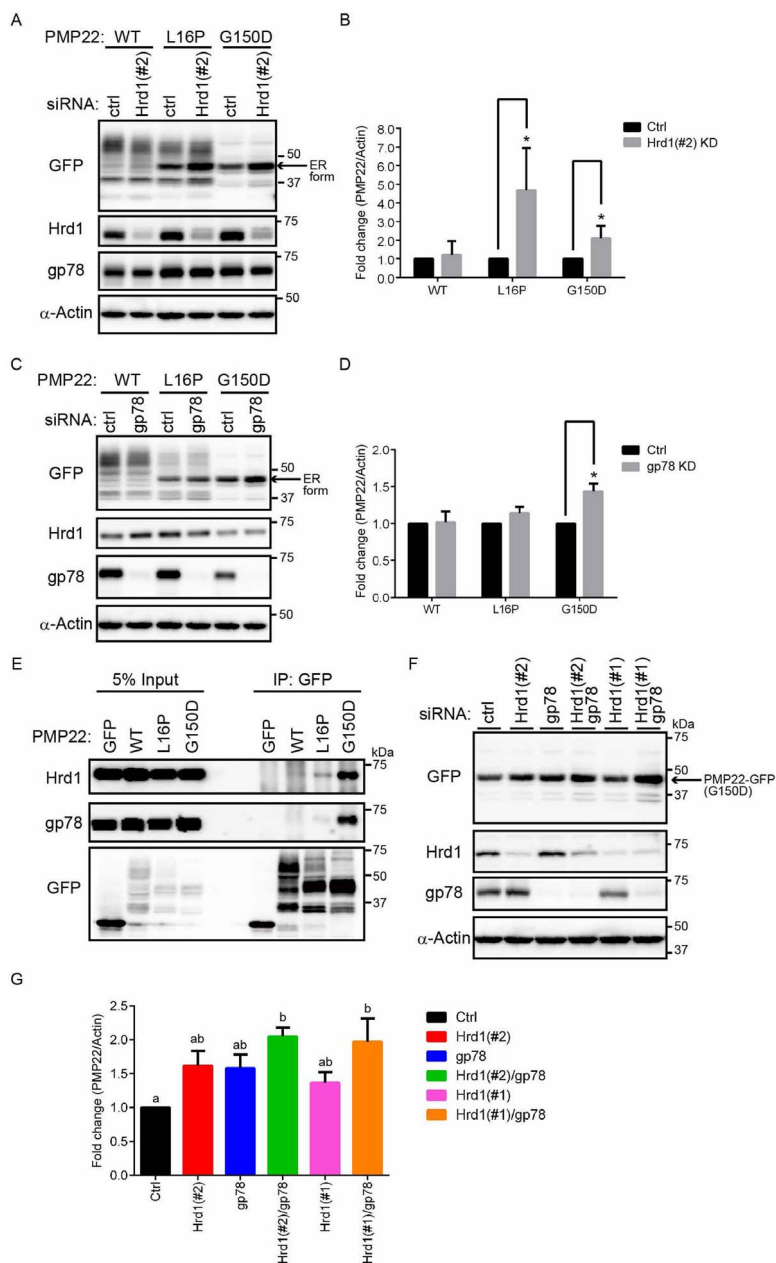 A
PMP22: WT L16P G150D
siRNA: ctrl Hrd1(#2) ctrl Hrd1(#2) ctrl Hrd1(#2)
GFP
50
37
ER form
Hrd1
75
gp78
75
α-Actin
50
B
Fold change (PMP22/Actin)
8.0
7.0
6.0
5.0
4.0
3.0
2.0
1.0
0.0
* *
WT L16P G150D
Ctrl
Hrd1(#2) KD
C
PMP22: WT L16P G150D
siRNA: ctrl gp78 ctrl gp78 ctrl gp78
GFP
50
37
ER form
Hrd1
75
gp78
75
α-Actin
50
D
Fold change (PMP22/Actin)
2.0
1.5
1.0
0.5
0.0
*
WT L16P G150D
Ctrl
gp78 KD
E
5% Input IP: GFP
PMP22: GFP WT L16P G150D GFP WT L16P G150D
kDa
Hrd1
75
gp78
75
GFP
50
37
F
siRNA: ctrl Hrd1(#2) gp78 Hrd1(#2) gp78 Hrd1(#1) Hrd1(#1) gp78
kDa
75
GFP
50
37
PMP22-GFP
(G150D)
Hrd1
75
gp78
75
α-Actin
50
37
G
Fold change (PMP22/Actin)
2.5
2.0
1.5
1.0
0.5
0.0
a ab ab b ab b
Ctrl Hrd1(#2) gp78 Hrd1(#2)/gp78 Hrd1(#1) Hrd1(#1)/gp78
Ctrl
Hrd1(#2)
gp78
Hrd1(#2)/gp78
Hrd1(#1)
Hrd1(#1)/gp78